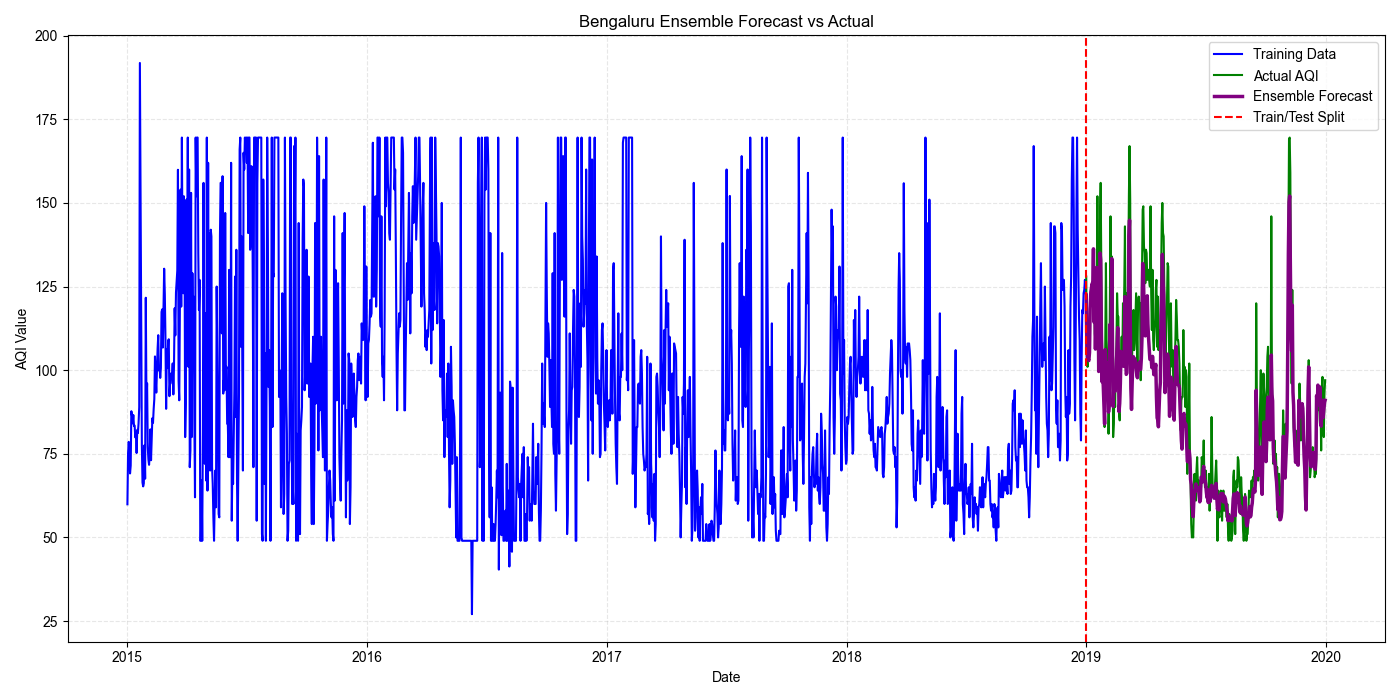 Bengaluru Ensemble Forecast vs Actual
200
175
150
125
100
75
50
25
AQI Value
Training Data
Actual AQI
Ensemble Forecast
Train/Test Split
2015
2016
2017
2018
2019
2020
Date